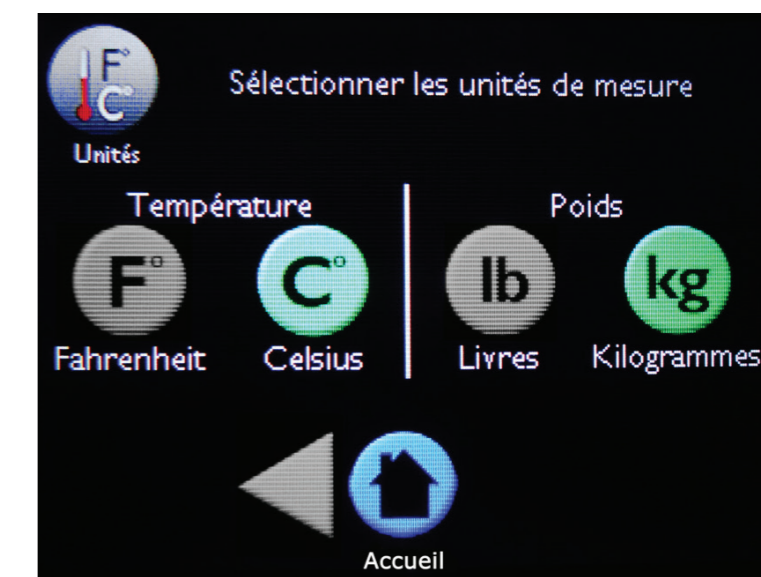 F°
C°
Unités
Sélectionner les unités de mesure
Température
F°
Fahrenheit
C°
Celsius
Poids
lb
Livres
kg
Kilogrammes
Accueil